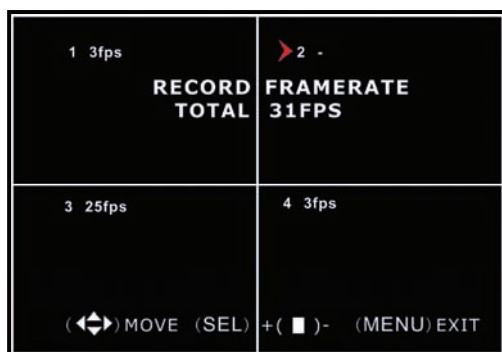 1 3fps
2 -
RECORD FRAMERATE
TOTAL 31FPS
3 25fps
4 3fps
(◀▲▼▶) MOVE (SEL) +( ■ )- (MENU) EXIT